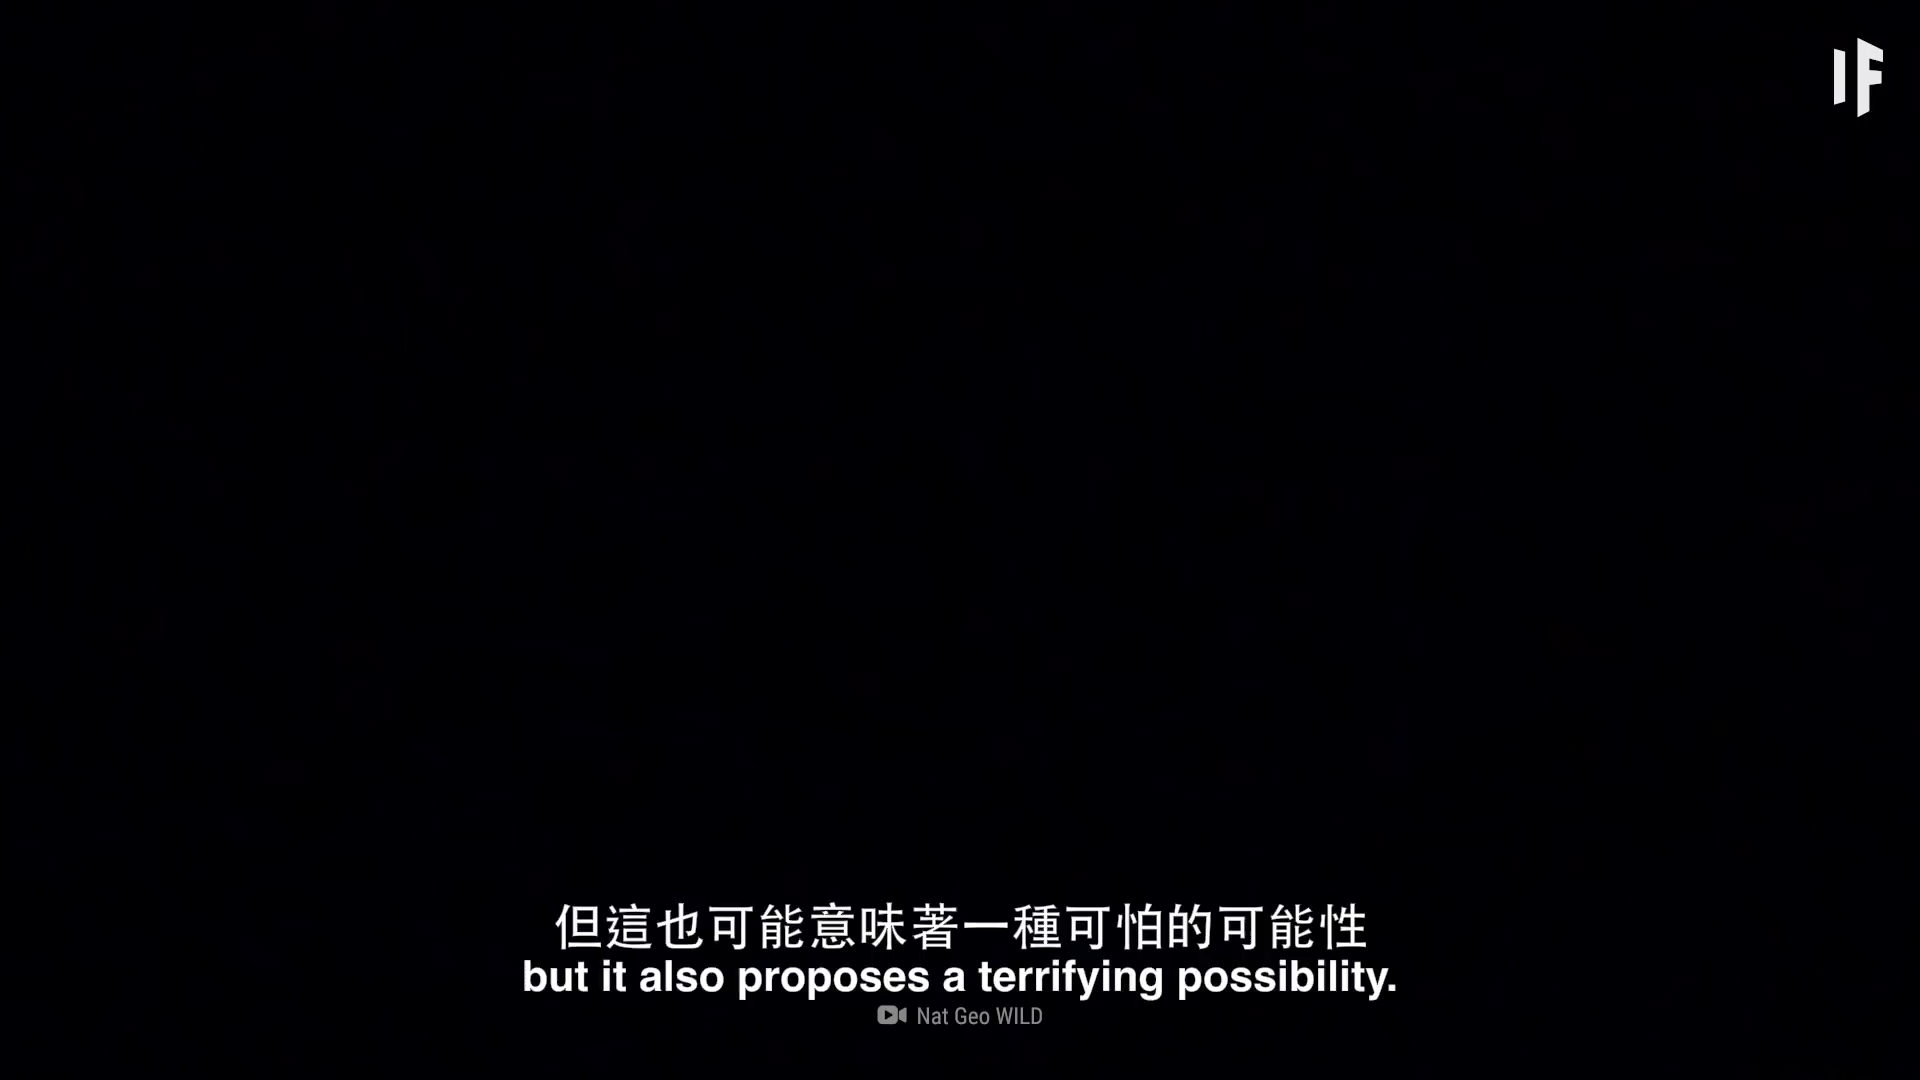 IF
但這也可能意味著一種可怕的可能性
but it also proposes a terrifying possibility.
Nat Geo WILD